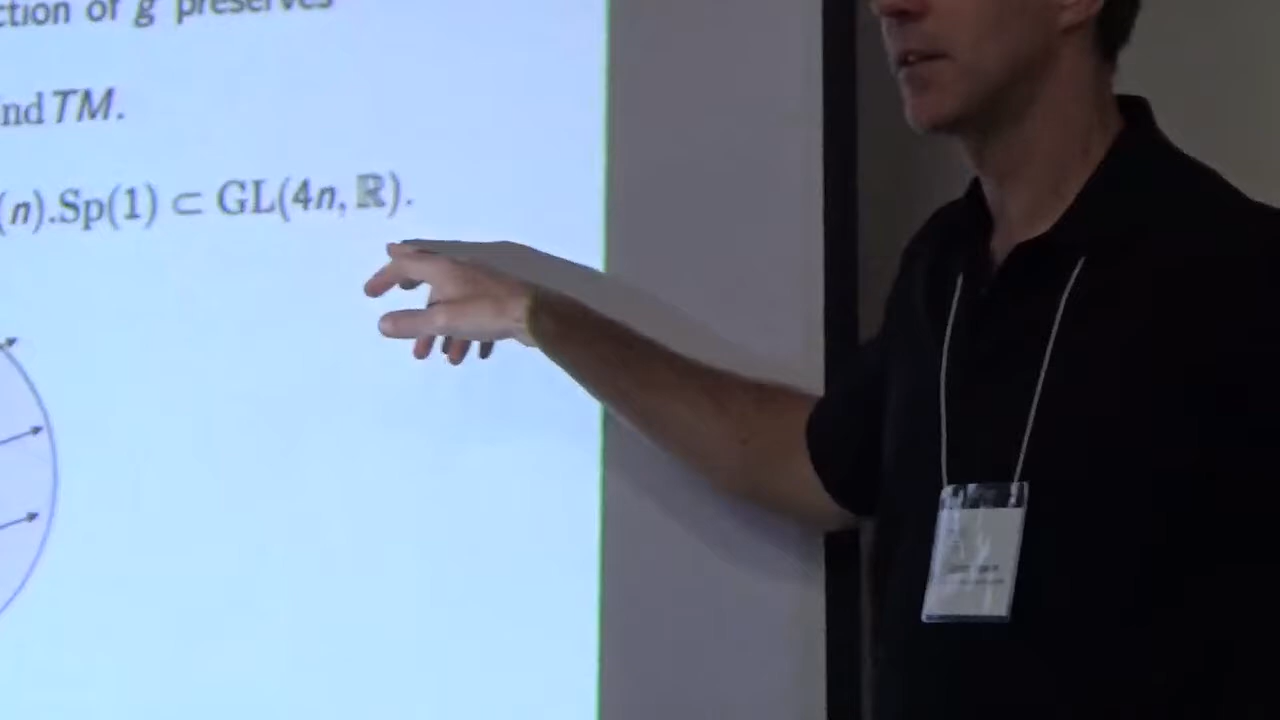 ction of g preserves
nd TM.
(n).Sp(1) ⊂ GL(4n, ℝ).